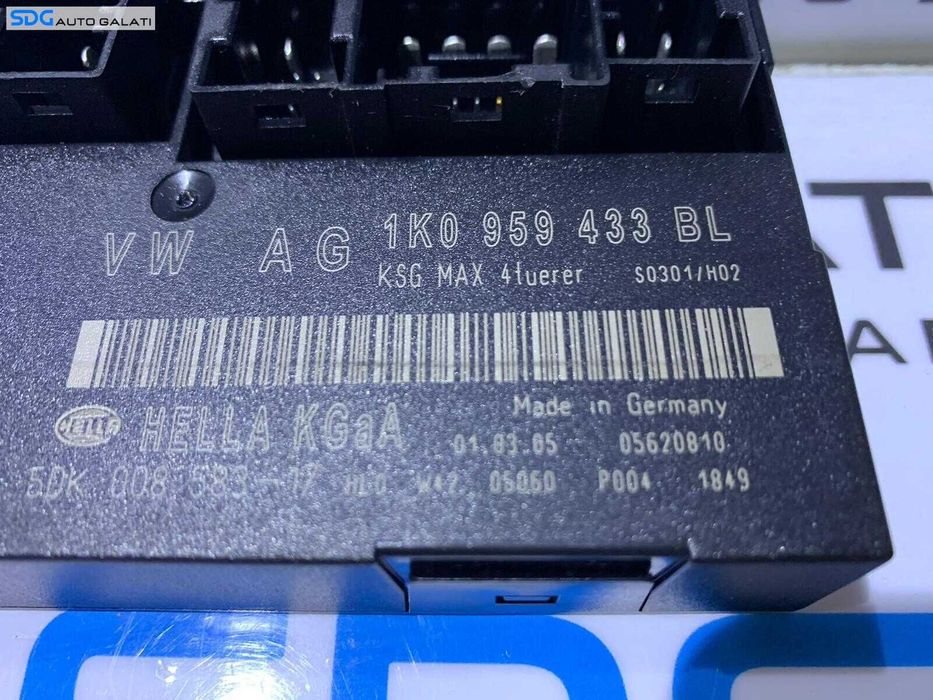 SDG AUTO GALATI
VW AG 1K0 959 433 BL
KSG MAX 4tuerer S0301/H02
HELLA HELLA KGaA Made in Germany
01.03.05 05620810
5DK 008 583-17 HLO W42 05060 P004 1849